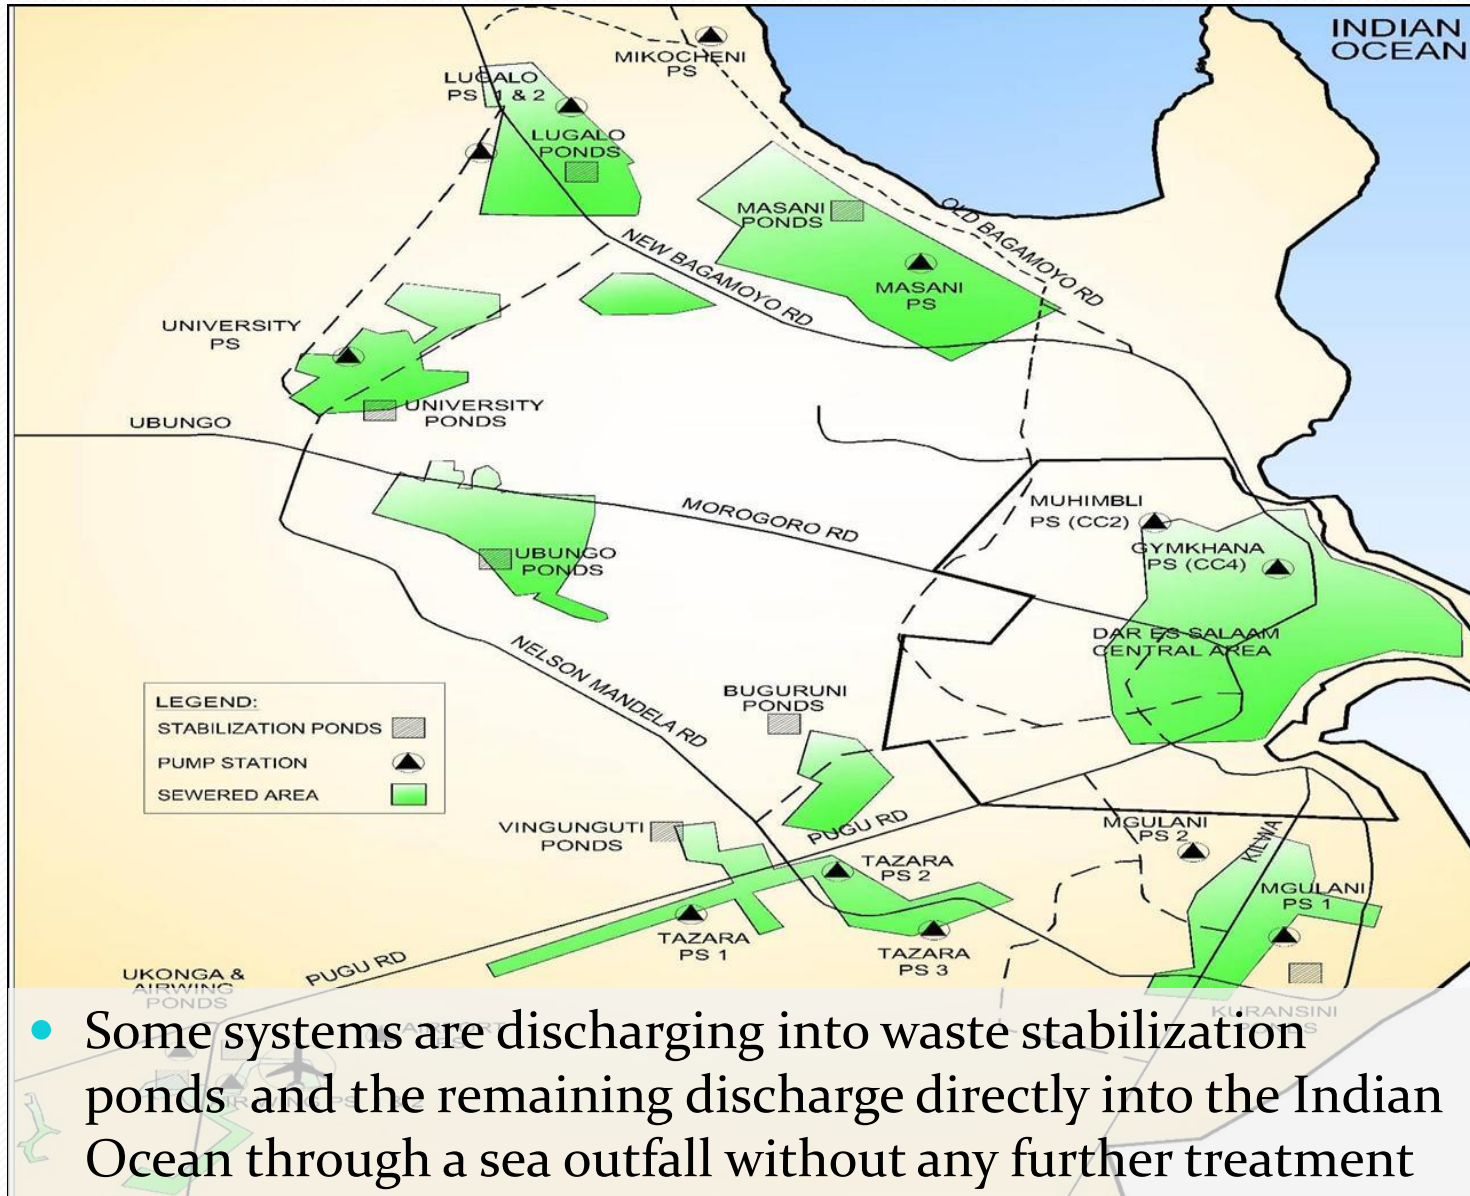 INDIAN
OCEAN
MIKOCHENI
PS
LUGALO
PS 1 & 2
LUGALO
PONDS
MASANI
PONDS
OLD BAGAMOYO RD
NEW BAGAMOYO RD
MASANI
PS
UNIVERSITY
PS
UNIVERSITY
PONDS
UBUNGO
MOROGORO RD
MUHIMBLI
PS (CC2)
GYMKHANA
PS (CC4)
UBUNGO
PONDS
DAR ES SALAAM
CENTRAL AREA
NELSON MANDELA RD
BUGURUNI
PONDS
LEGEND:
STABILIZATION PONDS
PUMP STATION
SEWERED AREA
VINGUNGUTI
PONDS
PUGU RD
MGULANI
PS 2
KILWA
TAZARA
PS 2
MGULANI
PS 1
TAZARA
PS 1
TAZARA
PS 3
PUGU RD
UKONGA &
AIRWING
PONDS
KURANSINI
PONDS
• Some systems are discharging into waste stabilization
ponds and the remaining discharge directly into the Indian
Ocean through a sea outfall without any further treatment